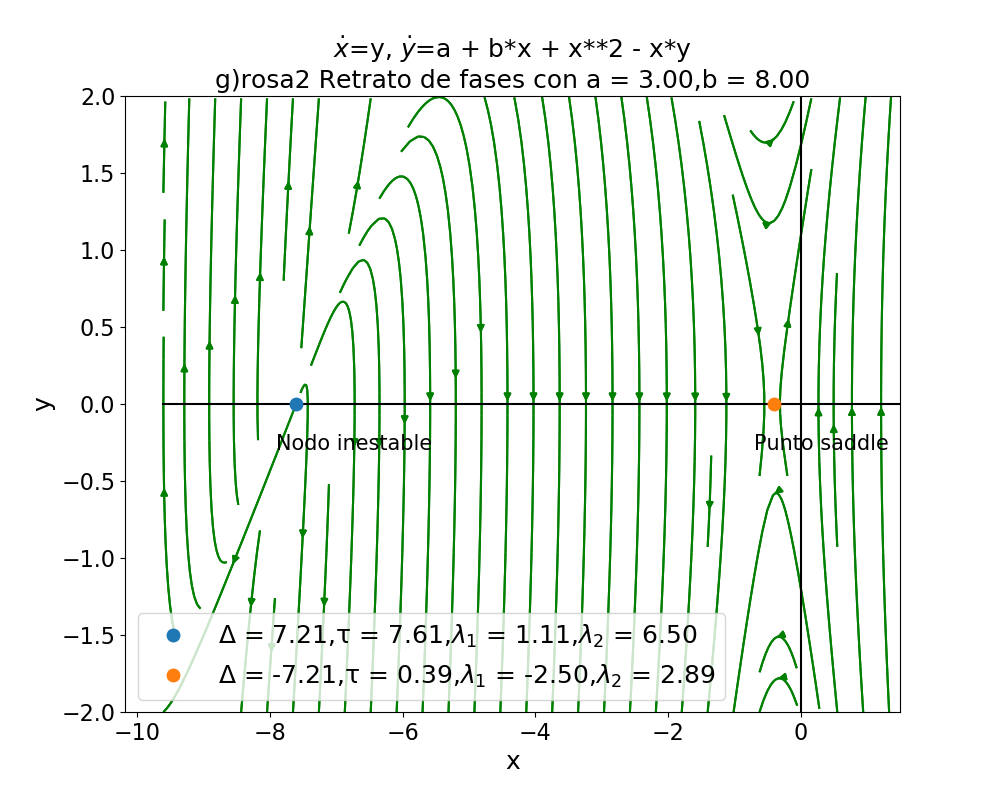 ẋ=y, ẏ=a + b*x + x**2 - x*y
g)rosa2 Retrato de fases con a = 3.00,b = 8.00
2.0
1.5
1.0
0.5
0.0
−0.5
−1.0
−1.5
−2.0
y
Nodo inestable
Punto saddle
Δ = 7.21,τ = 7.61,λ₁ = 1.11,λ₂ = 6.50
Δ = -7.21,τ = 0.39,λ₁ = -2.50,λ₂ = 2.89
−10 −8 −6 −4 −2 0
x